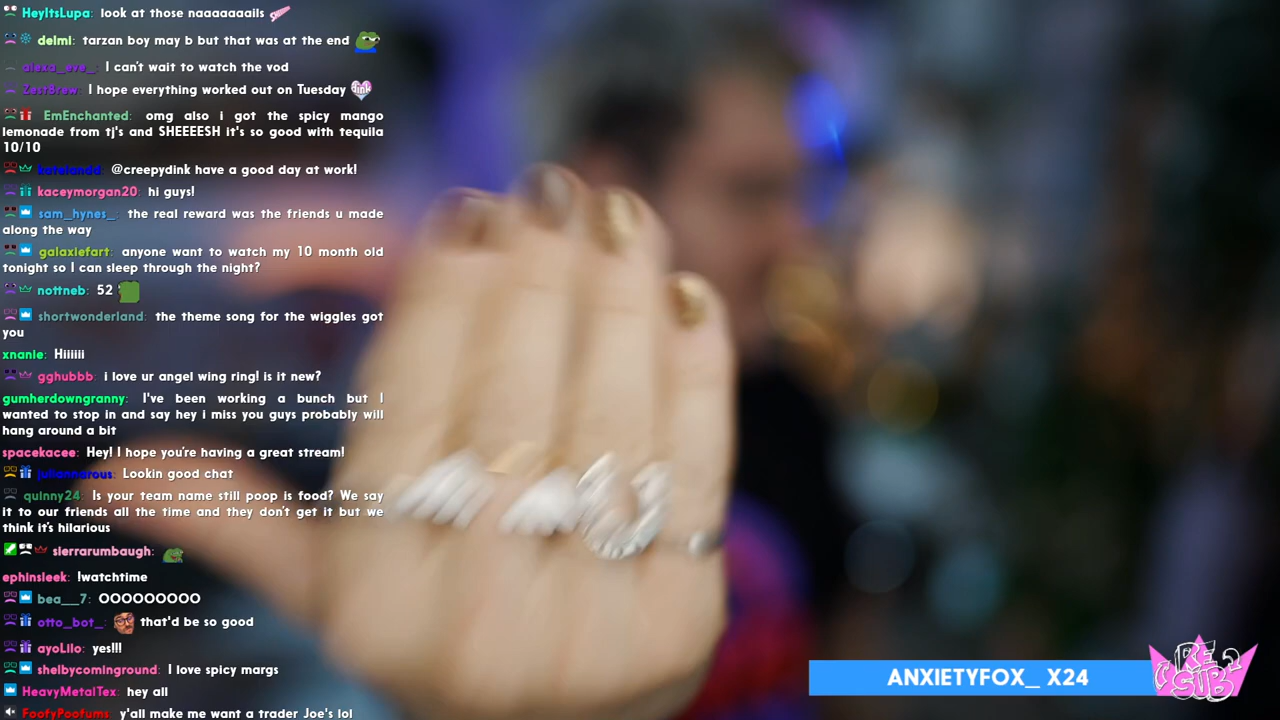 HeyItsLupa: look at those naaaaaaails
delmi: tarzan boy may b but that was at the end
alexa_eve_: I can't wait to watch the vod
ZestBrew: I hope everything worked out on Tuesday
EmEnchanted: omg also i got the spicy mango
lemonade from tj's and SHEEEESH it's so good with tequila
10/10
katelandd: @creepydink have a good day at work!
kaceymorgan20: hi guys!
sam_hynes_: the real reward was the friends u made
along the way
galaxiefart: anyone want to watch my 10 month old
tonight so I can sleep through the night?
nottneb: 52
shortwonderland: the theme song for the wiggles got
you
xnanie: Hiiiiii
gghubbb: i love ur angel wing ring! is it new?
gumherdowngranny: I've been working a bunch but I
wanted to stop in and say hey i miss you guys probably will
hang around a bit
spacekacee: Hey! I hope you're having a great stream!
juliannarous: Lookin good chat
quinny24: Is your team name still poop is food? We say
it to our friends all the time and they don't get it but we
think it's hilarious
sierrarumbaugh:
ephinsleek: !watchtime
bea__7: OOOOOOOOO
otto_bot_: that'd be so good
ayoLilo: yes!!!
shelbycominground: I love spicy margs
HeavyMetalTex: hey all
FootyPootums: y'all make me want a trader Joe's lol
ANXIETYFOX_ X24
RE
SUB